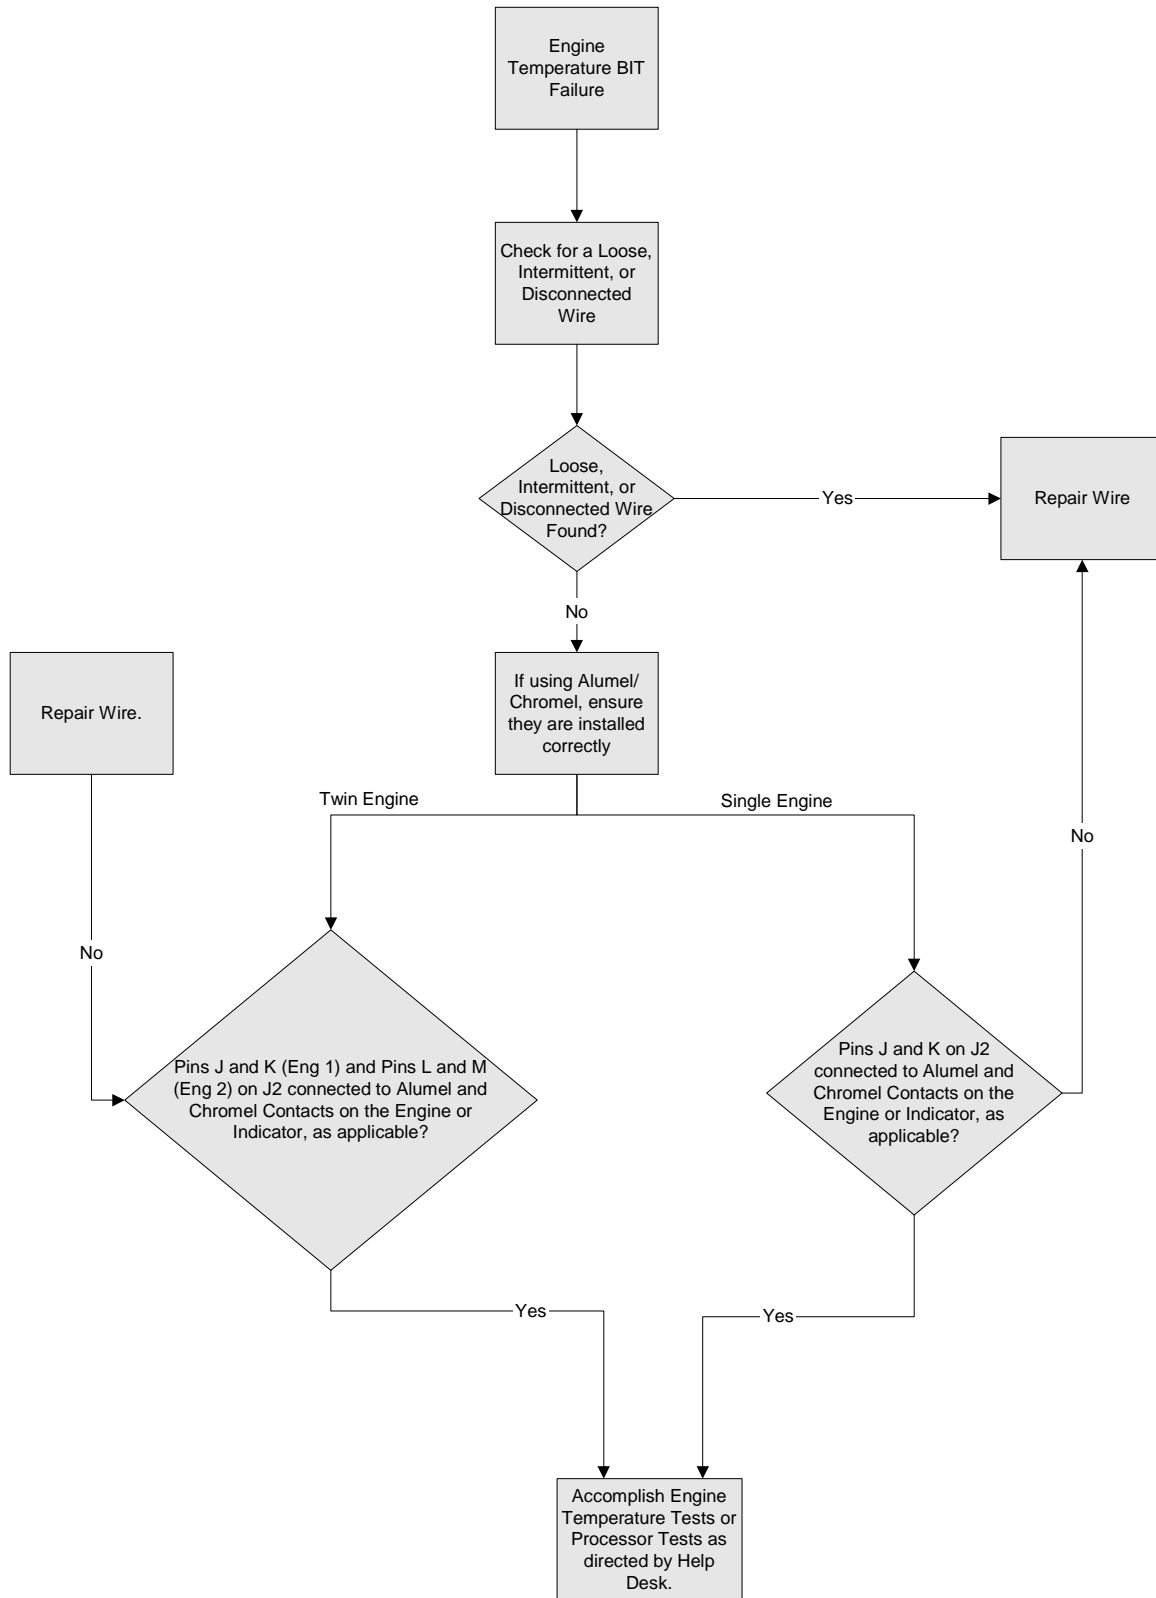 Engine
Temperature BIT
Failure
Check for a Loose,
Intermittent, or
Disconnected
Wire
Loose,
Intermittent, or
Disconnected Wire
Found?
Yes
Repair Wire
No
If using Alumel/
Chromel, ensure
they are installed
correctly
Repair Wire.
Twin Engine
Single Engine
No
No
Pins J and K (Eng 1) and Pins L and M
(Eng 2) on J2 connected to Alumel and
Chromel Contacts on the Engine or
Indicator, as applicable?
Pins J and K on J2
connected to Alumel and
Chromel Contacts on the
Engine or Indicator, as
applicable?
Yes
Yes
Accomplish Engine
Temperature Tests or
Processor Tests as
directed by Help
Desk.